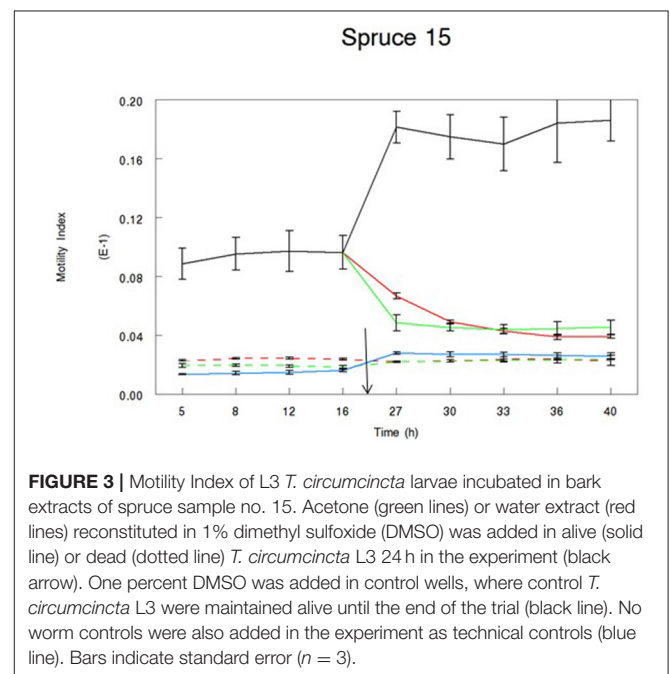 Spruce 15
0.20
0.16
0.12
0.08
0.04
0.00
Motility Index
(E-1)
5 8 12 16 27 30 33 36 40
Time (h)
FIGURE 3 | Motility Index of L3 T. circumcincta larvae incubated in bark
extracts of spruce sample no. 15. Acetone (green lines) or water extract (red
lines) reconstituted in 1% dimethyl sulfoxide (DMSO) was added in alive (solid
line) or dead (dotted line) T. circumcincta L3 24 h in the experiment (black
arrow). One percent DMSO was added in control wells, where control T.
circumcincta L3 were maintained alive until the end of the trial (black line). No
worm controls were also added in the experiment as technical controls (blue
line). Bars indicate standard error (n = 3).